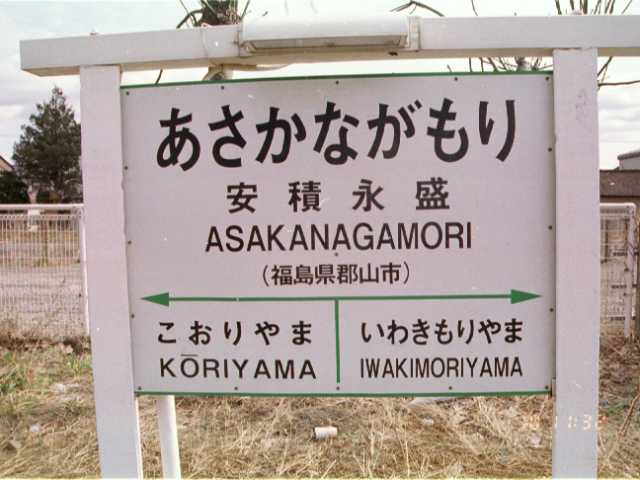 あさかながもり
安積永盛
ASAKANAGAMORI
（福島県郡山市）
こおりやま いわきもりやま
KŌRIYAMA IWAKIMORIYAMA